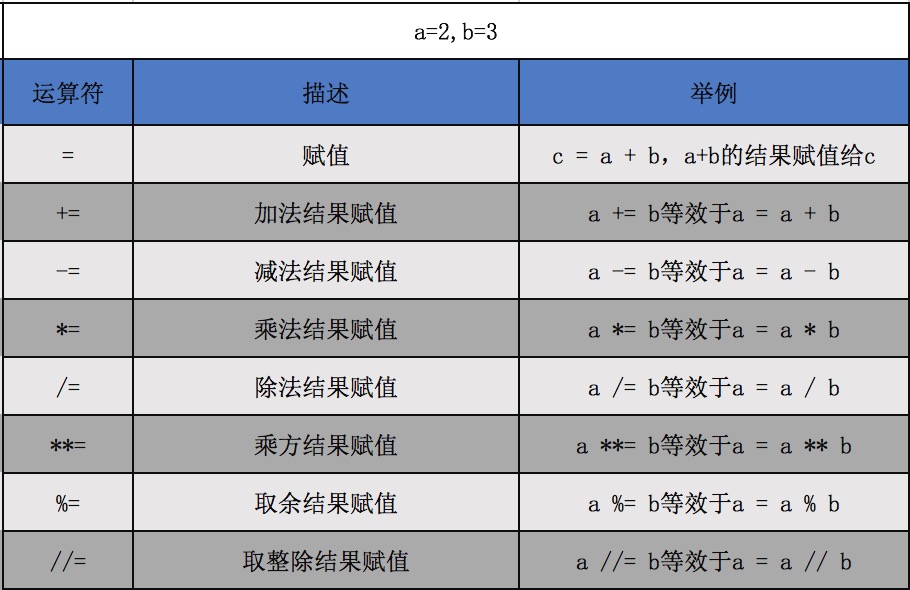 a=2,b=3
运算符 描述 举例
= 赋值 c = a + b，a+b的结果赋值给c
+= 加法结果赋值 a += b等效于a = a + b
-= 减法结果赋值 a -= b等效于a = a - b
*= 乘法结果赋值 a *= b等效于a = a * b
/= 除法结果赋值 a /= b等效于a = a / b
**= 乘方结果赋值 a **= b等效于a = a ** b
%= 取余结果赋值 a %= b等效于a = a % b
//= 取整除结果赋值 a //= b等效于a = a // b